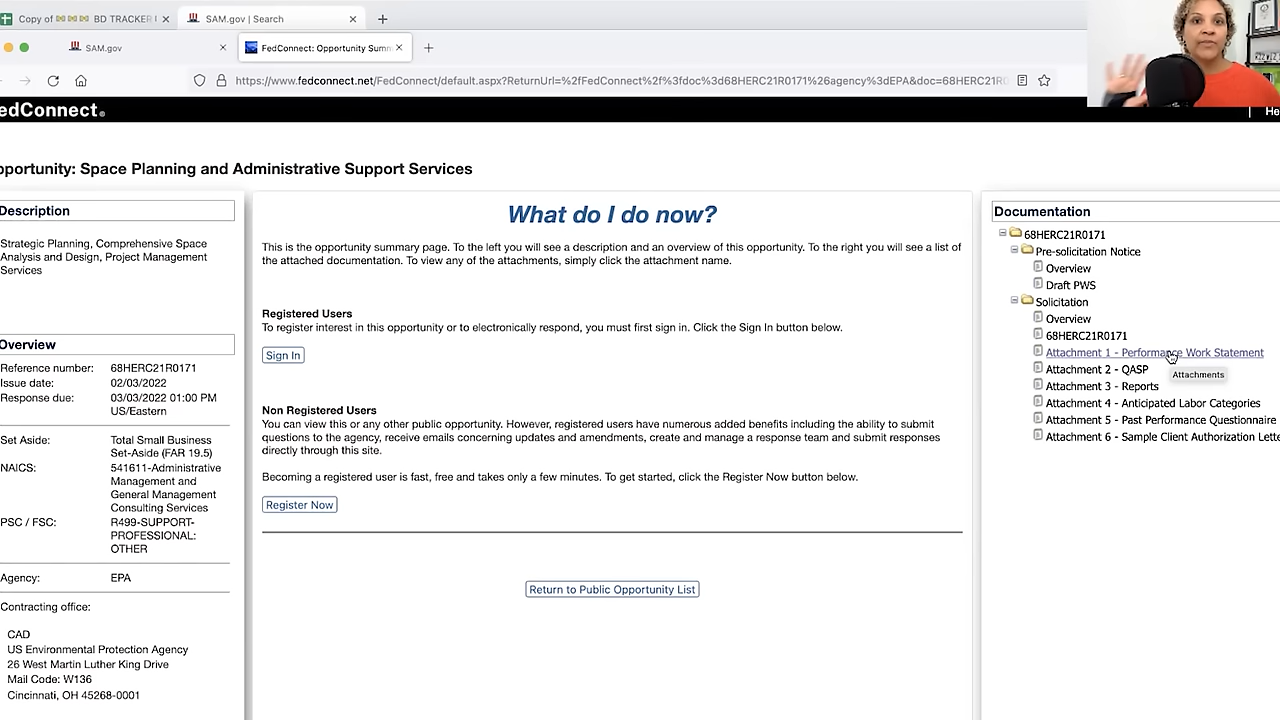 Copy of BD TRACKER
SAM.gov | Search
SAM.gov
FedConnect: Opportunity Summ
https://www.fedconnect.net/FedConnect/default.aspx?ReturnUrl=%2fFedConnect%2f%3fdoc%3d68HERC21R0171%26agency%3dEPA&doc=68HERC21R0
edConnect.
He
pportunity: Space Planning and Administrative Support Services
Description
Strategic Planning, Comprehensive Space
Analysis and Design, Project Management
Services
Overview
Reference number: 68HERC21R0171
Issue date: 02/03/2022
Response due: 03/03/2022 01:00 PM
US/Eastern
Set Aside: Total Small Business
Set-Aside (FAR 19.5)
NAICS: 541611-Administrative
Management and
General Management
Consulting Services
PSC / FSC: R499-SUPPORT-
PROFESSIONAL:
OTHER
Agency: EPA
Contracting office:
CAD
US Environmental Protection Agency
26 West Martin Luther King Drive
Mail Code: W136
Cincinnati, OH 45268-0001
What do I do now?
This is the opportunity summary page. To the left you will see a description and an overview of this opportunity. To the right you will see a list of
the attached documentation. To view any of the attachments, simply click the attachment name.
Registered Users
To register interest in this opportunity or to electronically respond, you must first sign in. Click the Sign In button below.
Sign In
Non Registered Users
You can view this or any other public opportunity. However, registered users have numerous added benefits including the ability to submit
questions to the agency, receive emails concerning updates and amendments, create and manage a response team and submit responses
directly through this site.
Becoming a registered user is fast, free and takes only a few minutes. To get started, click the Register Now button below.
Register Now
Return to Public Opportunity List
Documentation
68HERC21R0171
Pre-solicitation Notice
Overview
Draft PWS
Solicitation
Overview
68HERC21R0171
Attachment 1 - Performance Work Statement
Attachment 2 - QASP
Attachments
Attachment 3 - Reports
Attachment 4 - Anticipated Labor Categories
Attachment 5 - Past Performance Questionnaire
Attachment 6 - Sample Client Authorization Lette